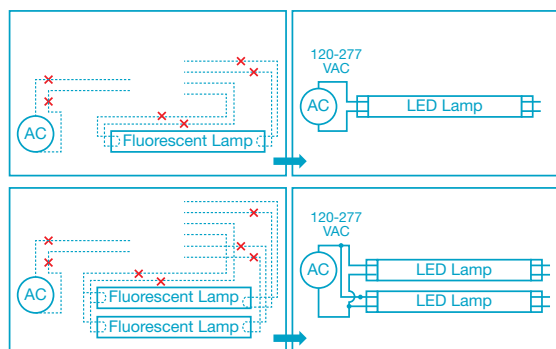 AC
Fluorescent Lamp
120-277
VAC
AC
LED Lamp
AC
Fluorescent Lamp
Fluorescent Lamp
120-277
VAC
AC
LED Lamp
LED Lamp